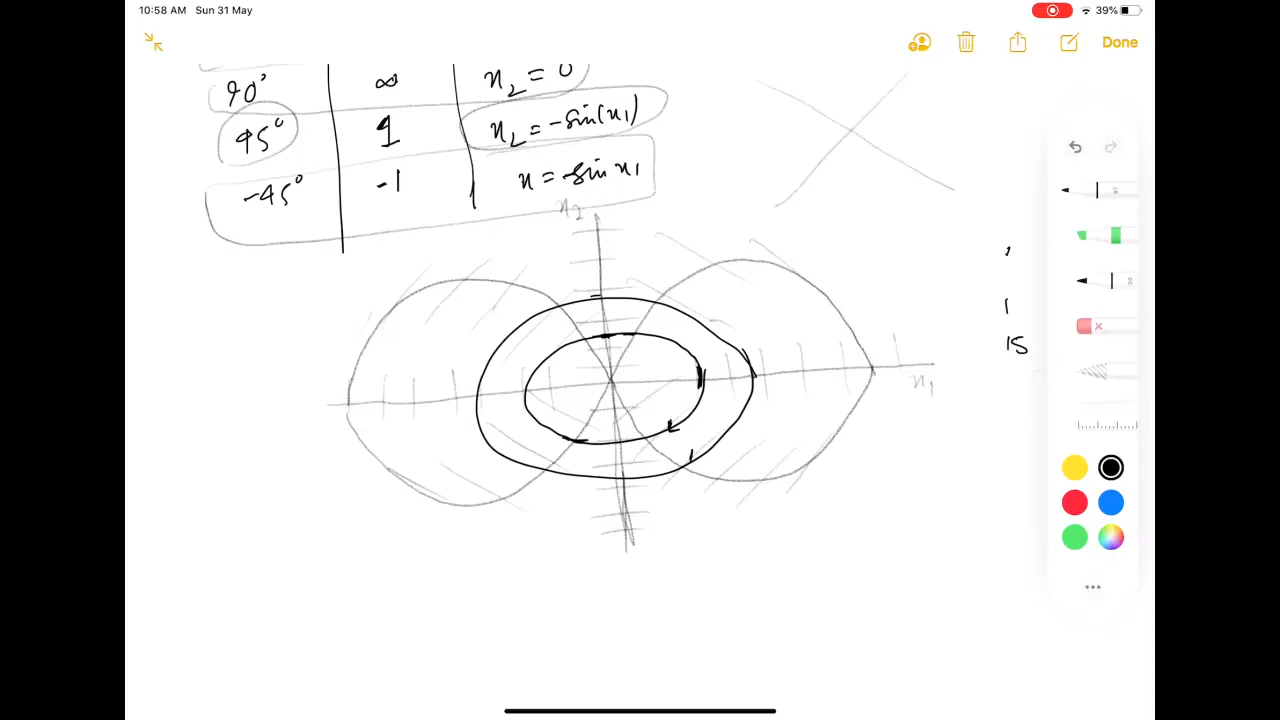 10:58 AM Sun 31 May 39%
Done
90° ∞ x₂ = 0
45° 1 x₂ = -sin(x₁)
-45° -1 x = -sin x₁
x₂
1
15
x₁